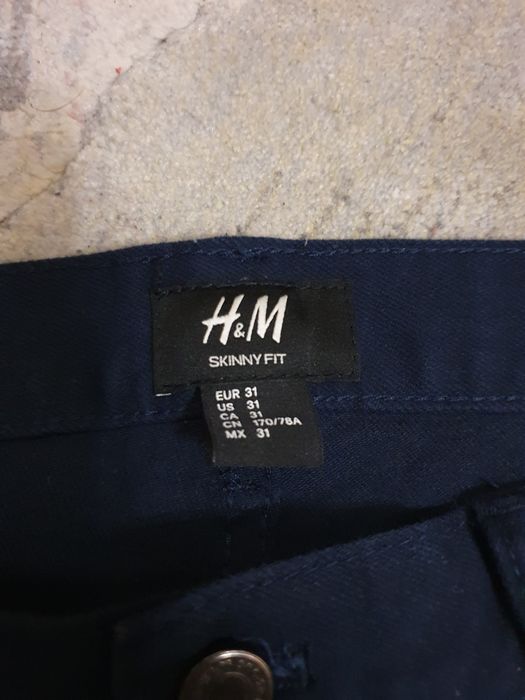 H&M
SKINNY FIT
EUR 31
US 31
CA 31
CN 170/78A
MX 31